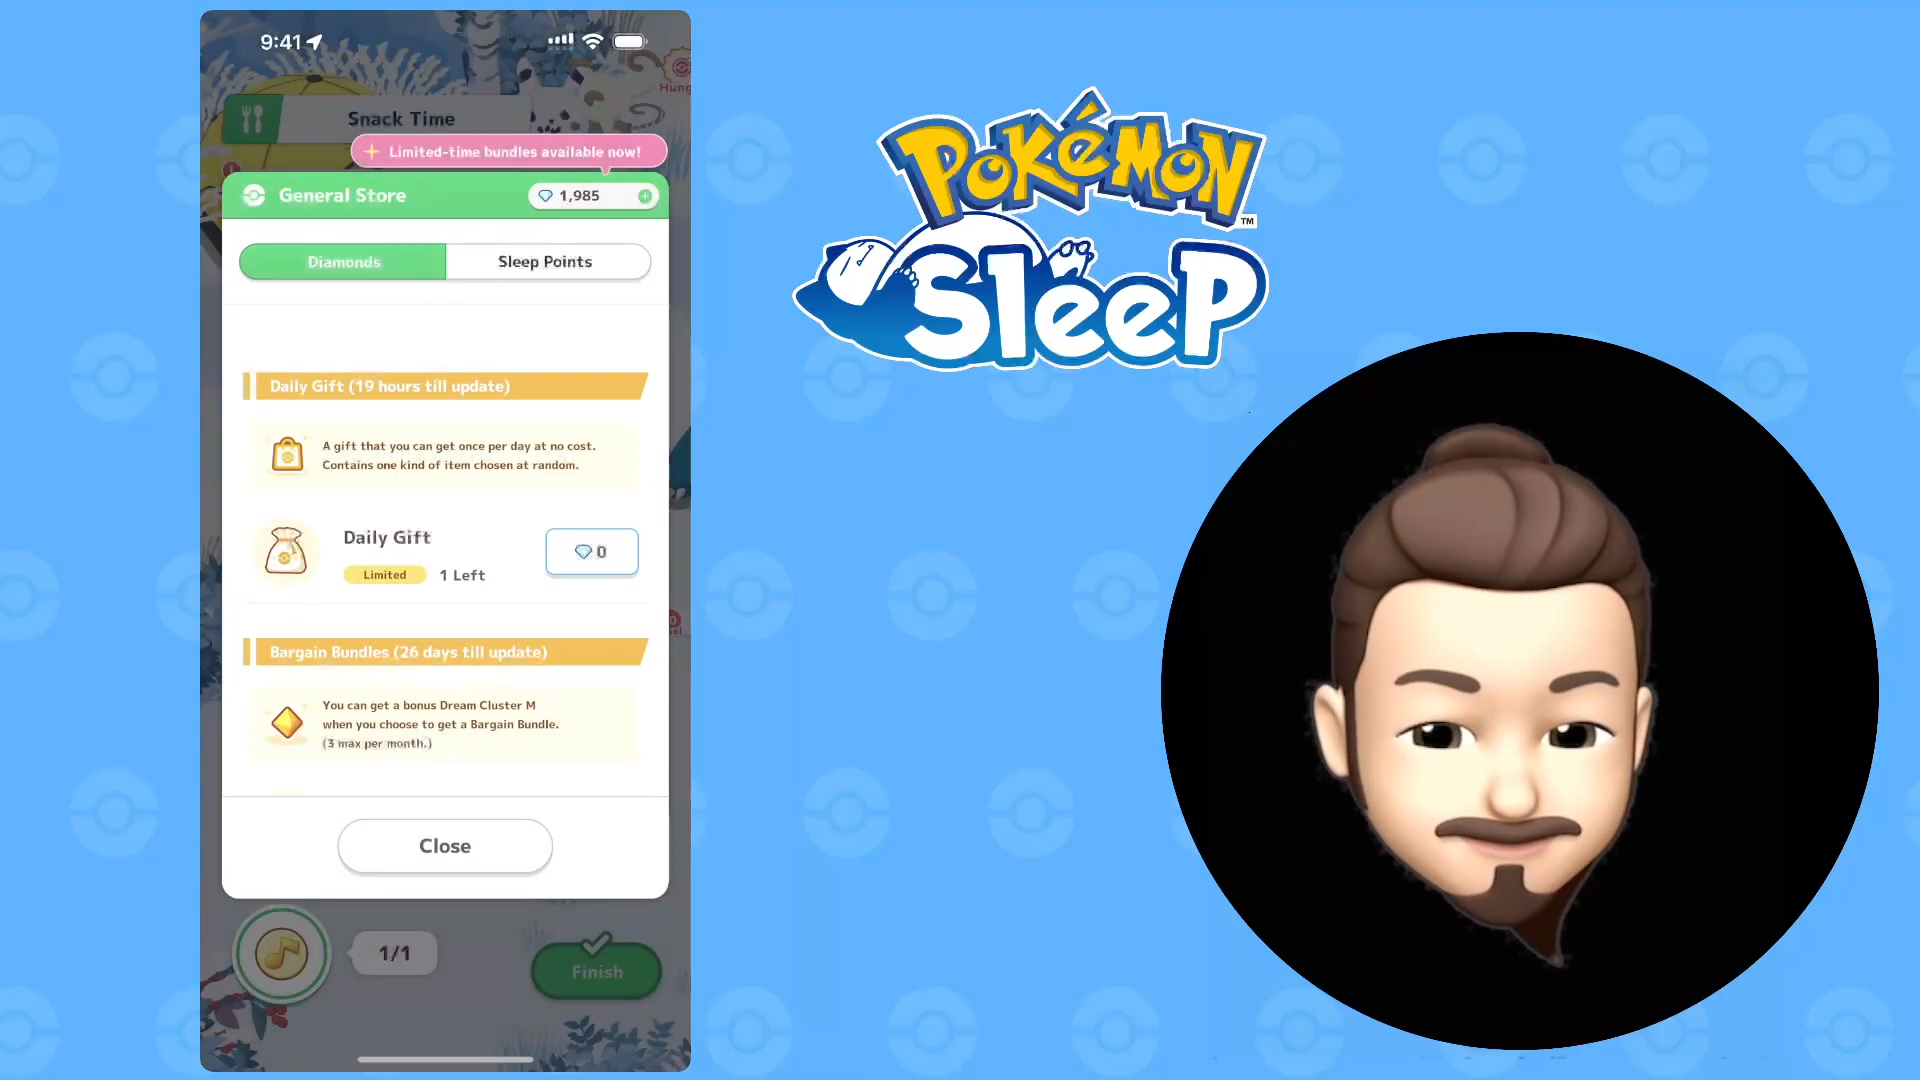 9:41
Hung
Snack Time
Limited-time bundles available now!
General Store
1,985
Diamonds
Sleep Points
Daily Gift (19 hours till update)
A gift that you can get once per day at no cost.
Contains one kind of item chosen at random.
Daily Gift
0
Limited
1 Left
Bargain Bundles (26 days till update)
You can get a bonus Dream Cluster M
when you choose to get a Bargain Bundle.
(3 max per month.)
Close
1/1
Finish
POKéMON
TM
Sleep